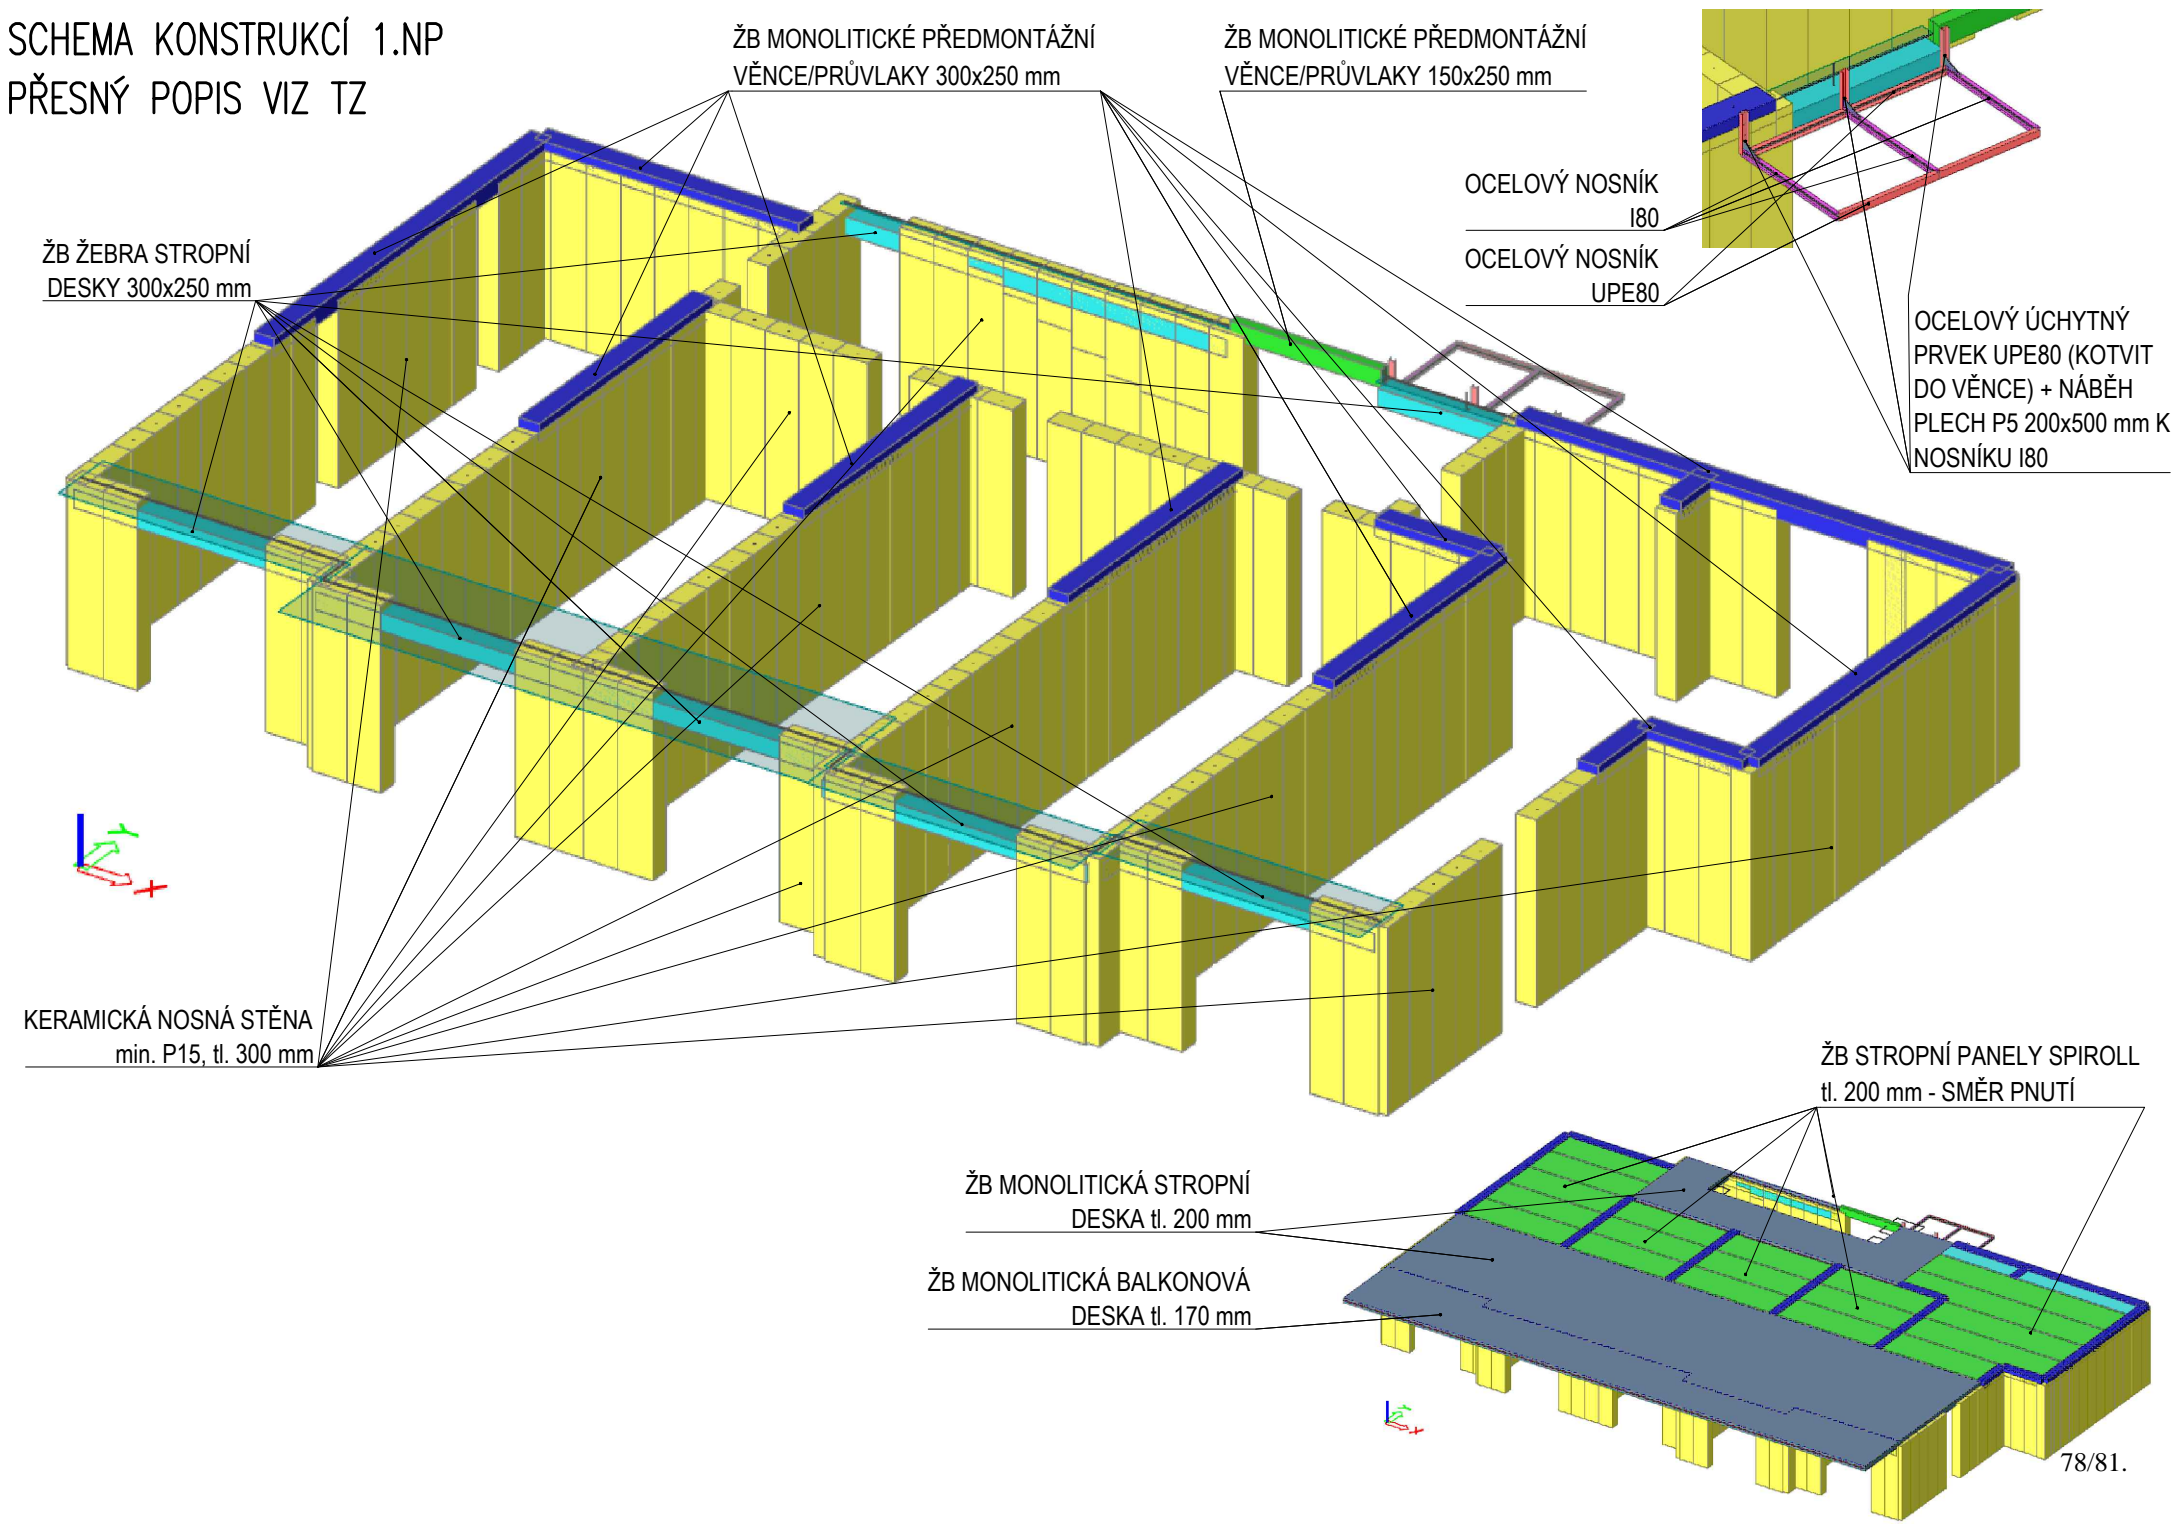 SCHEMA KONSTRUKCÍ 1.NP
PŘESNÝ POPIS VIZ TZ
ŽB MONOLITICKÉ PŘEDMONTÁŽNÍ
VĚNCE/PRŮVLAKY 300x250 mm
ŽB MONOLITICKÉ PŘEDMONTÁŽNÍ
VĚNCE/PRŮVLAKY 150x250 mm
OCELOVÝ NOSNÍK
I80
OCELOVÝ NOSNÍK
UPE80
ŽB ŽEBRA STROPNÍ
DESKY 300x250 mm
OCELOVÝ ÚCHYTNÝ
PRVEK UPE80 (KOTVIT
DO VĚNCE) + NÁBĚH
PLECH P5 200x500 mm K
NOSNÍKU I80
Y
X
KERAMICKÁ NOSNÁ STĚNA
min. P15, tl. 300 mm
ŽB STROPNÍ PANELY SPIROLL
tl. 200 mm - SMĚR PNUTÍ
ŽB MONOLITICKÁ STROPNÍ
DESKA tl. 200 mm
ŽB MONOLITICKÁ BALKONOVÁ
DESKA tl. 170 mm
Y
X
78/81.